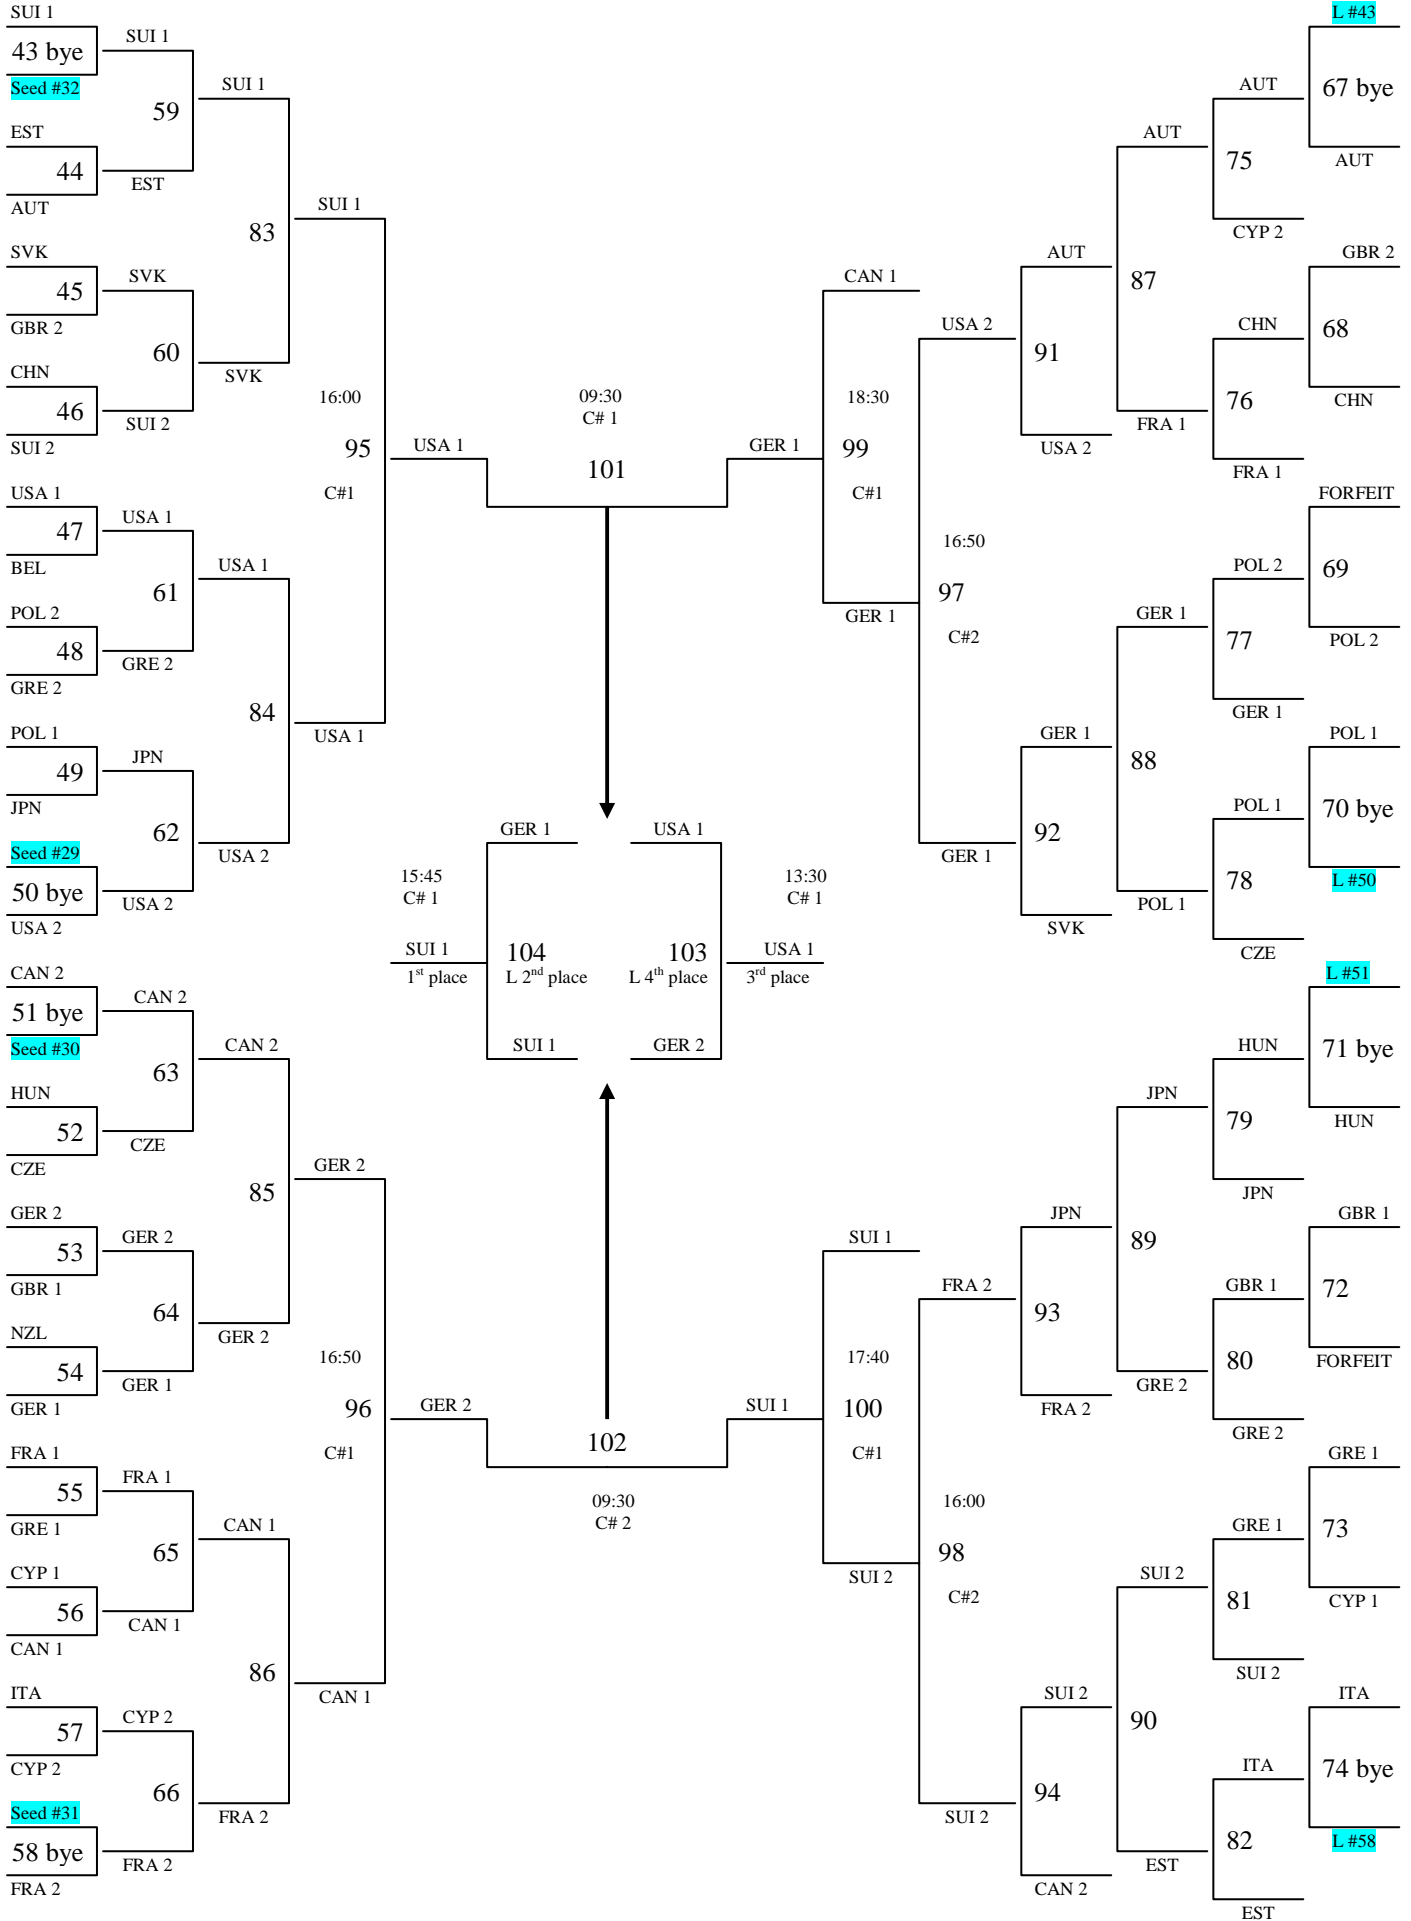 SUI 1
43 bye
Seed #32
EST
44
AUT
SVK
45
GBR 2
CHN
46
SUI 2
USA 1
47
BEL
POL 2
48
GRE 2
POL 1
49
JPN
Seed #29
50 bye
USA 2
CAN 2
51 bye
Seed #30
HUN
52
CZE
GER 2
53
GBR 1
NZL
54
GER 1
FRA 1
55
GRE 1
CYP 1
56
CAN 1
ITA
57
CYP 2
Seed #31
58 bye
FRA 2
SUI 1
59
EST
SVK
60
SUI 2
USA 1
61
GRE 2
JPN
62
USA 2
CAN 2
63
CZE
GER 2
64
GER 1
FRA 1
65
CAN 1
CYP 2
66
FRA 2
SUI 1
83
SVK
USA 1
84
USA 2
CAN 2
85
GER 2
CAN 1
86
FRA 2
SUI 1
16:00
95
C#1
USA 1
GER 2
16:50
96
C#1
CAN 1
USA 1
09:30
C# 1
101
GER 1
GER 1
15:45
C# 1
SUI 1
1st place
104
L 2nd place
SUI 1
USA 1
13:30
C# 1
103
L 4th place
USA 1
3rd place
GER 2
GER 2
102
SUI 1
09:30
C# 2
CAN 1
18:30
99
C#1
GER 1
SUI 1
17:40
100
C#1
SUI 2
USA 2
16:50
97
C#2
GER 1
FRA 2
16:00
98
C#2
SUI 2
AUT
91
USA 2
GER 1
92
SVK
JPN
93
FRA 2
SUI 2
94
CAN 2
AUT
87
FRA 1
GER 1
88
POL 1
JPN
89
GRE 2
SUI 2
90
EST
AUT
75
CYP 2
CHN
76
FRA 1
POL 2
77
GER 1
POL 1
78
CZE
HUN
79
JPN
GBR 1
80
GRE 2
GRE 1
81
SUI 2
ITA
82
EST
L #43
67 bye
AUT
GBR 2
68
CHN
FORFEIT
69
POL 2
POL 1
70 bye
L #50
L #51
71 bye
HUN
GBR 1
72
FORFEIT
GRE 1
73
CYP 1
ITA
74 bye
L #58